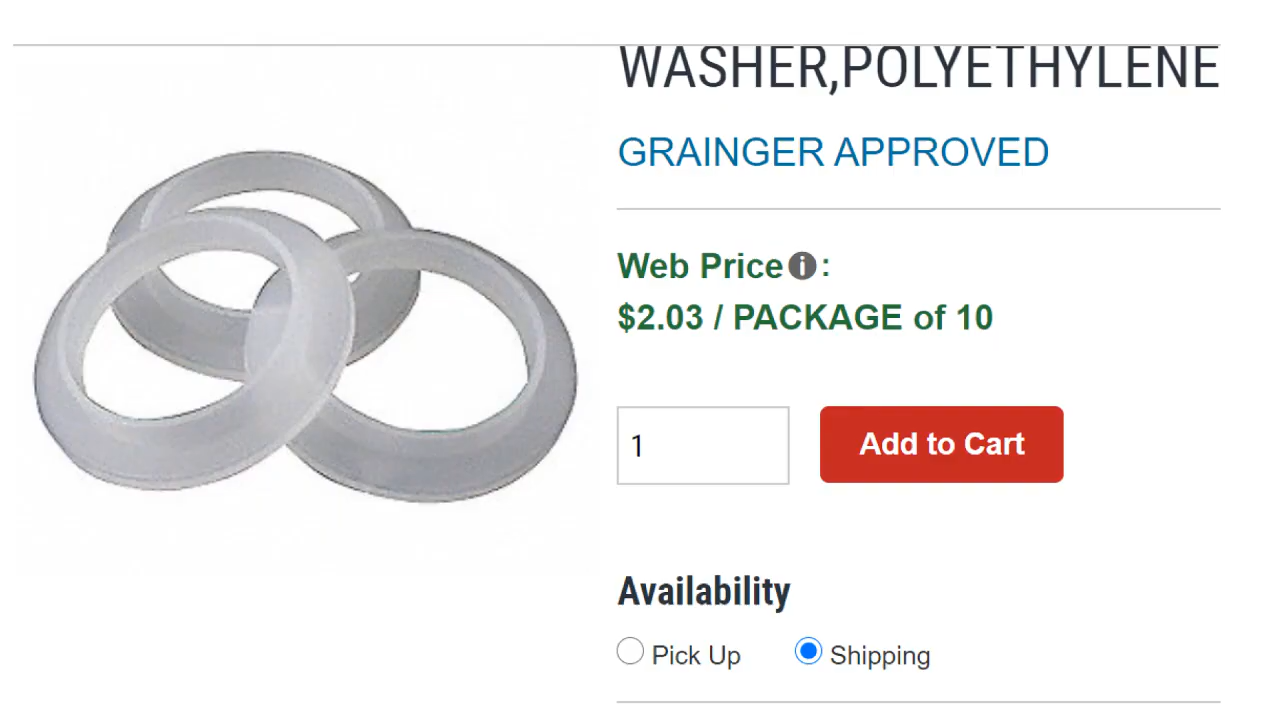 WASHER,POLYETHYLENE
GRAINGER APPROVED
Web Price i :
$2.03 / PACKAGE of 10
1
Add to Cart
Availability
Pick Up
Shipping